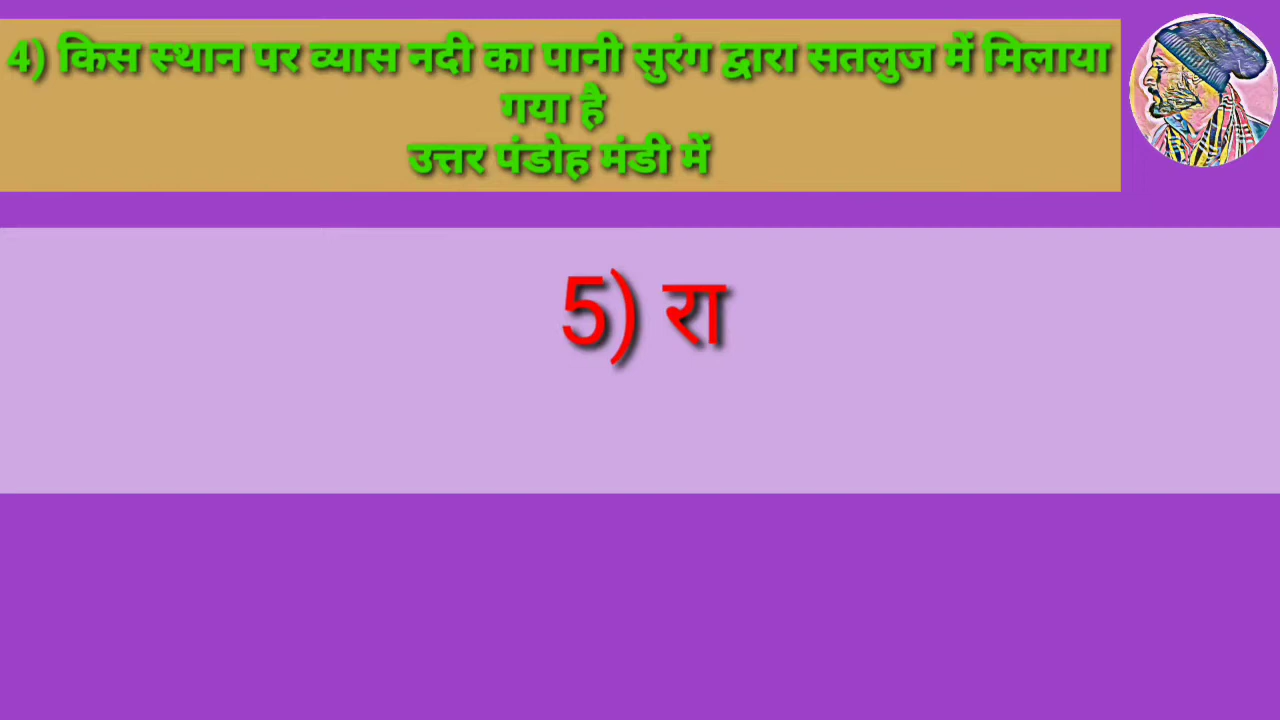 4) किस स्थान पर व्यास नदी का पानी सुरंग द्वारा सतलुज में मिलाया
गया है
उत्तर पंडोह मंडी में
5) रा